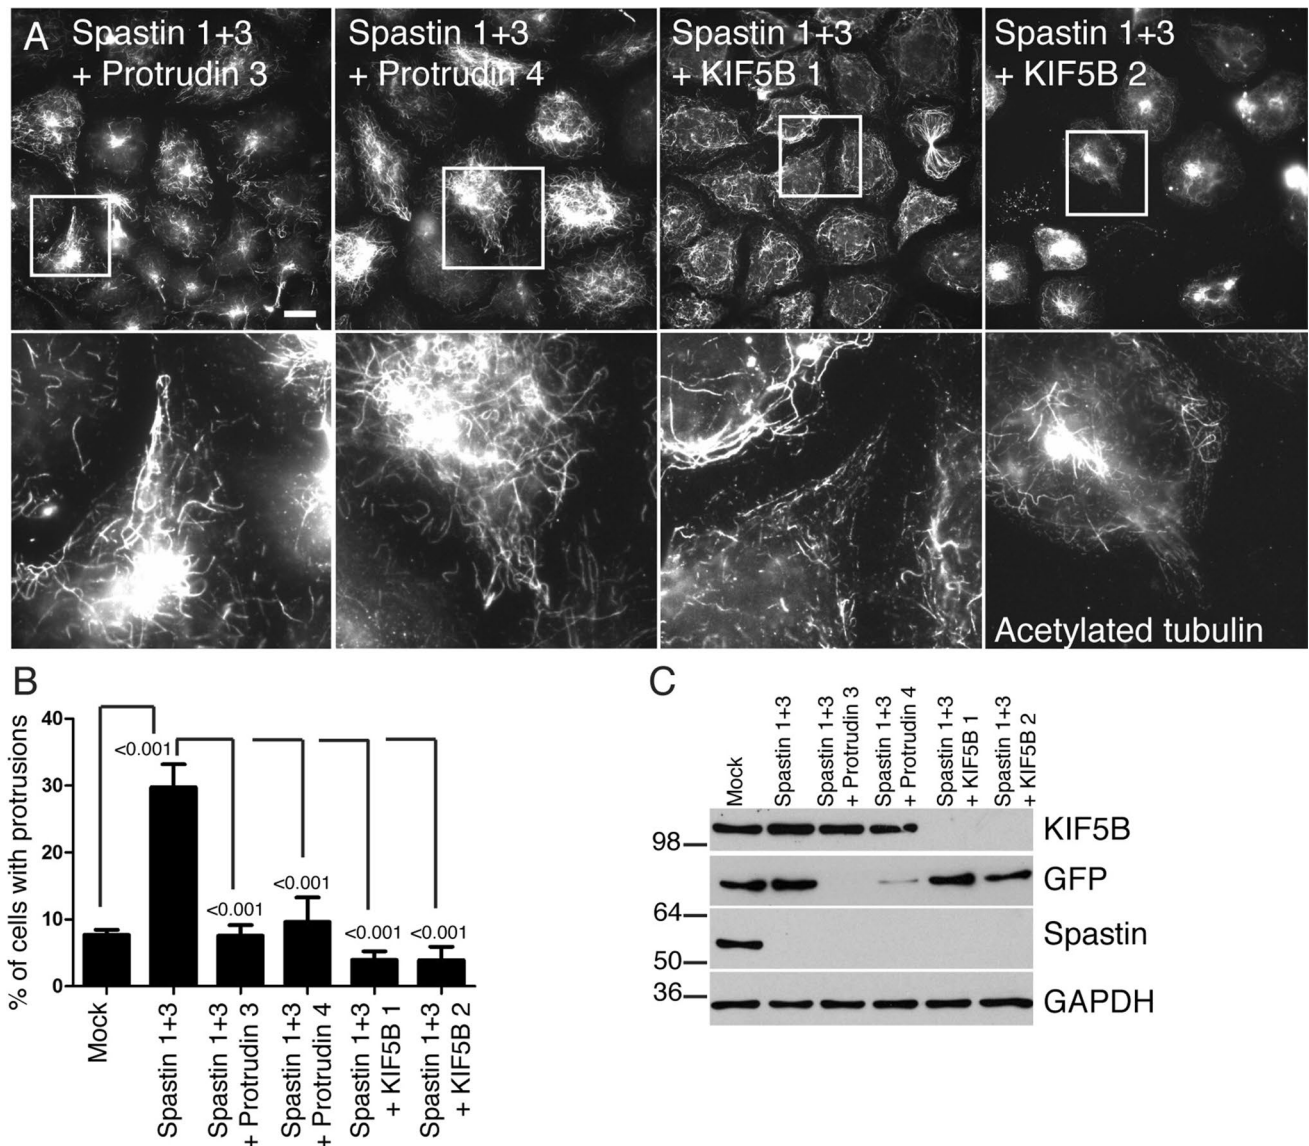 A
Spastin 1+3
+ Protrudin 3
Spastin 1+3
+ Protrudin 4
Spastin 1+3
+ KIF5B 1
Spastin 1+3
+ KIF5B 2
Acetylated tubulin
B
% of cells with protrusions
40
30
20
10
0
<0.001
<0.001
<0.001
<0.001
<0.001
Mock
Spastin 1+3
Spastin 1+3
+ Protrudin 3
Spastin 1+3
+ Protrudin 4
Spastin 1+3
+ KIF5B 1
Spastin 1+3
+ KIF5B 2
C
Mock
Spastin 1+3
Spastin 1+3
+ Protrudin 3
Spastin 1+3
+ Protrudin 4
Spastin 1+3
+ KIF5B 1
Spastin 1+3
+ KIF5B 2
98
KIF5B
GFP
64
Spastin
50
36
GAPDH